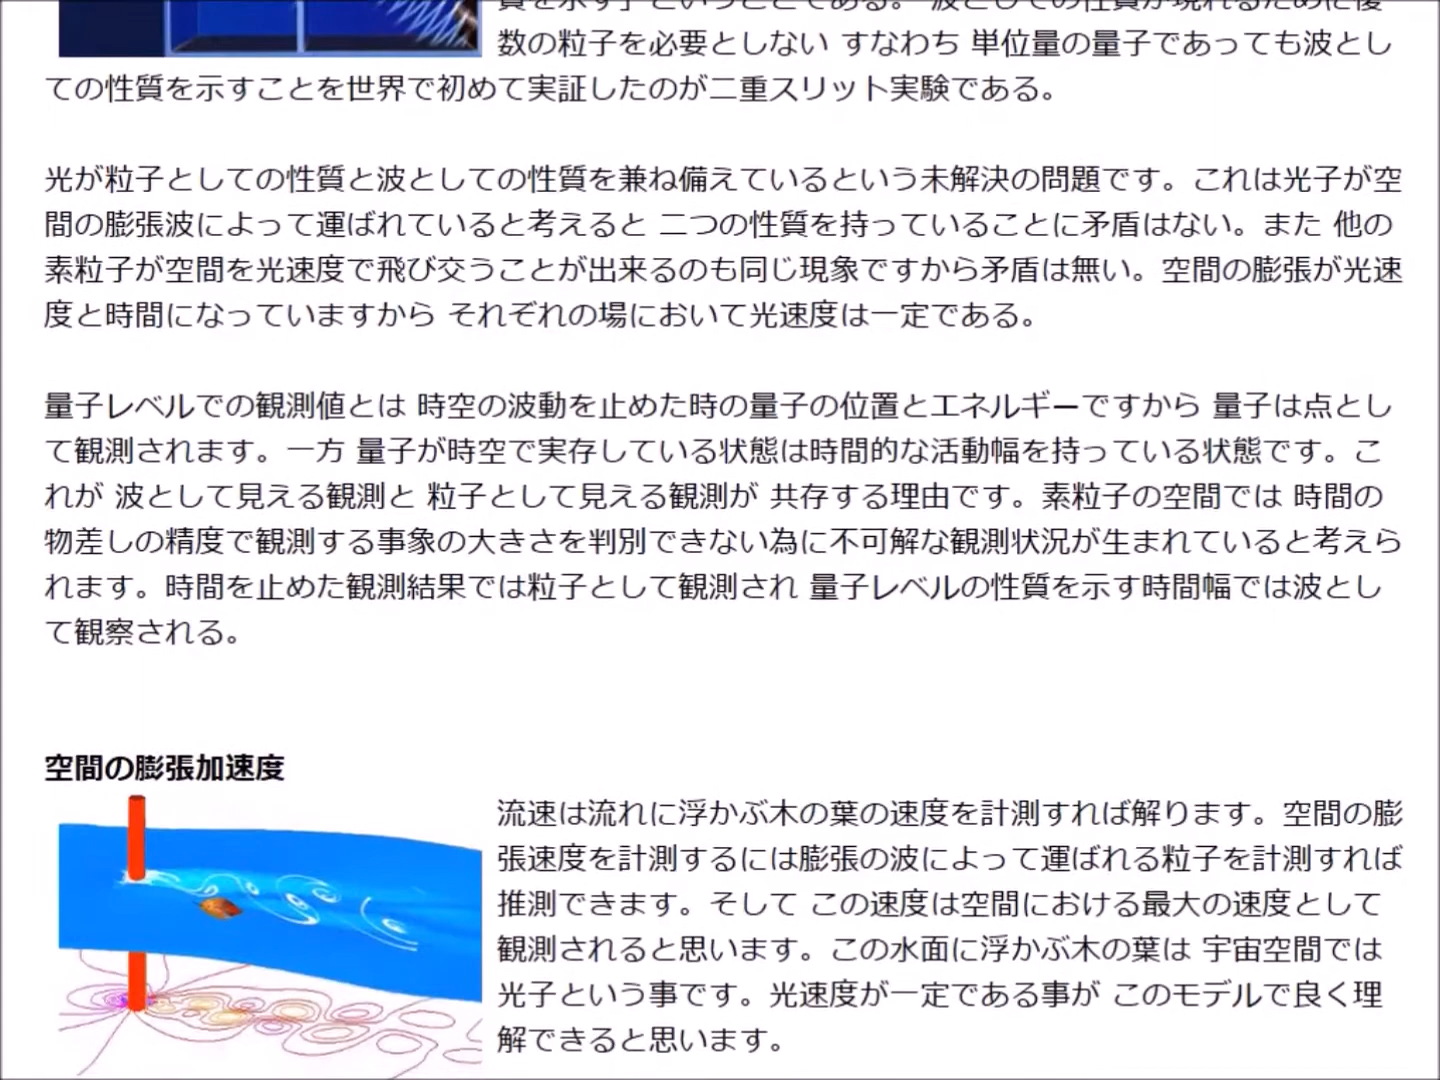 質を示す」ということである。 波としての性質が現れるために複
数の粒子を必要としない すなわち 単位量の量子であっても波とし
ての性質を示すことを世界で初めて実証したのが二重スリット実験である。
光が粒子としての性質と波としての性質を兼ね備えているという未解決の問題です。これは光子が空
間の膨張波によって運ばれていると考えると 二つの性質を持っていることに矛盾はない。また 他の
素粒子が空間を光速度で飛び交うことが出来るのも同じ現象ですから矛盾は無い。空間の膨張が光速
度と時間になっていますから それぞれの場において光速度は一定である。
量子レベルでの観測値とは 時空の波動を止めた時の量子の位置とエネルギーですから 量子は点とし
て観測されます。一方 量子が時空で実存している状態は時間的な活動幅を持っている状態です。こ
れが 波として見える観測と 粒子として見える観測が 共存する理由です。素粒子の空間では 時間の
物差しの精度で観測する事象の大きさを判別できない為に不可解な観測状況が生まれていると考えら
れます。時間を止めた観測結果では粒子として観測され 量子レベルの性質を示す時間幅では波とし
て観察される。
空間の膨張加速度
流速は流れに浮かぶ木の葉の速度を計測すれば解ります。空間の膨
張速度を計測するには膨張の波によって運ばれる粒子を計測すれば
推測できます。そして この速度は空間における最大の速度として
観測されると思います。この水面に浮かぶ木の葉は 宇宙空間では
光子という事です。光速度が一定である事が このモデルで良く理
解できると思います。